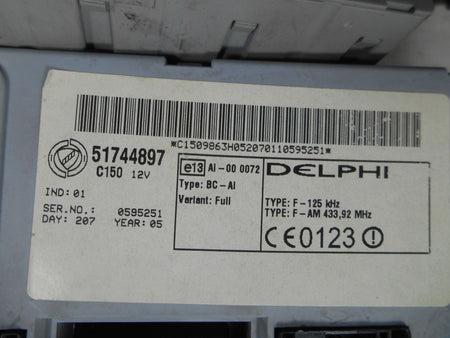 *C1509863H052070110595251*
51744897
C150 12V
IND: 01
SER.NO.: 0595251
DAY: 207 YEAR: 05
e13 AI-00 0072
Type: BC-AI
Variant: Full
DELPHI
TYPE: F-125 kHz
TYPE: F-AM 433,92 MHz
CE0123!